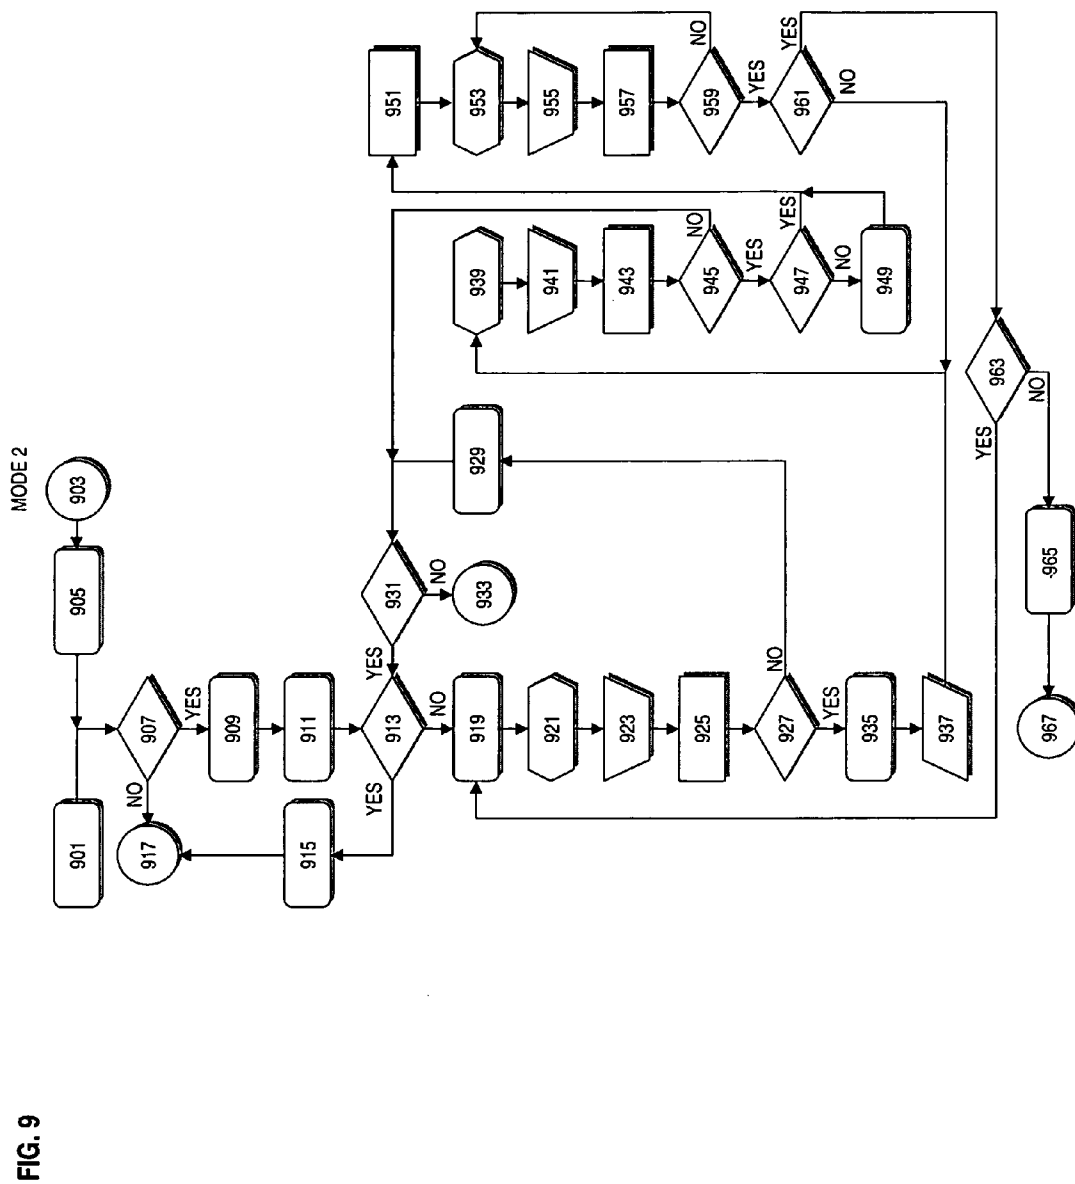 FIG. 9
MODE 2
901
903
905
907
NO
YES
909
911
913
YES
NO
915
917
919
921
923
925
927
NO
YES
929
931
YES
NO
933
935
937
939
941
943
945
NO
YES
947
YES
NO
949
951
953
955
957
959
NO
YES
961
YES
NO
963
YES
NO
-965
967